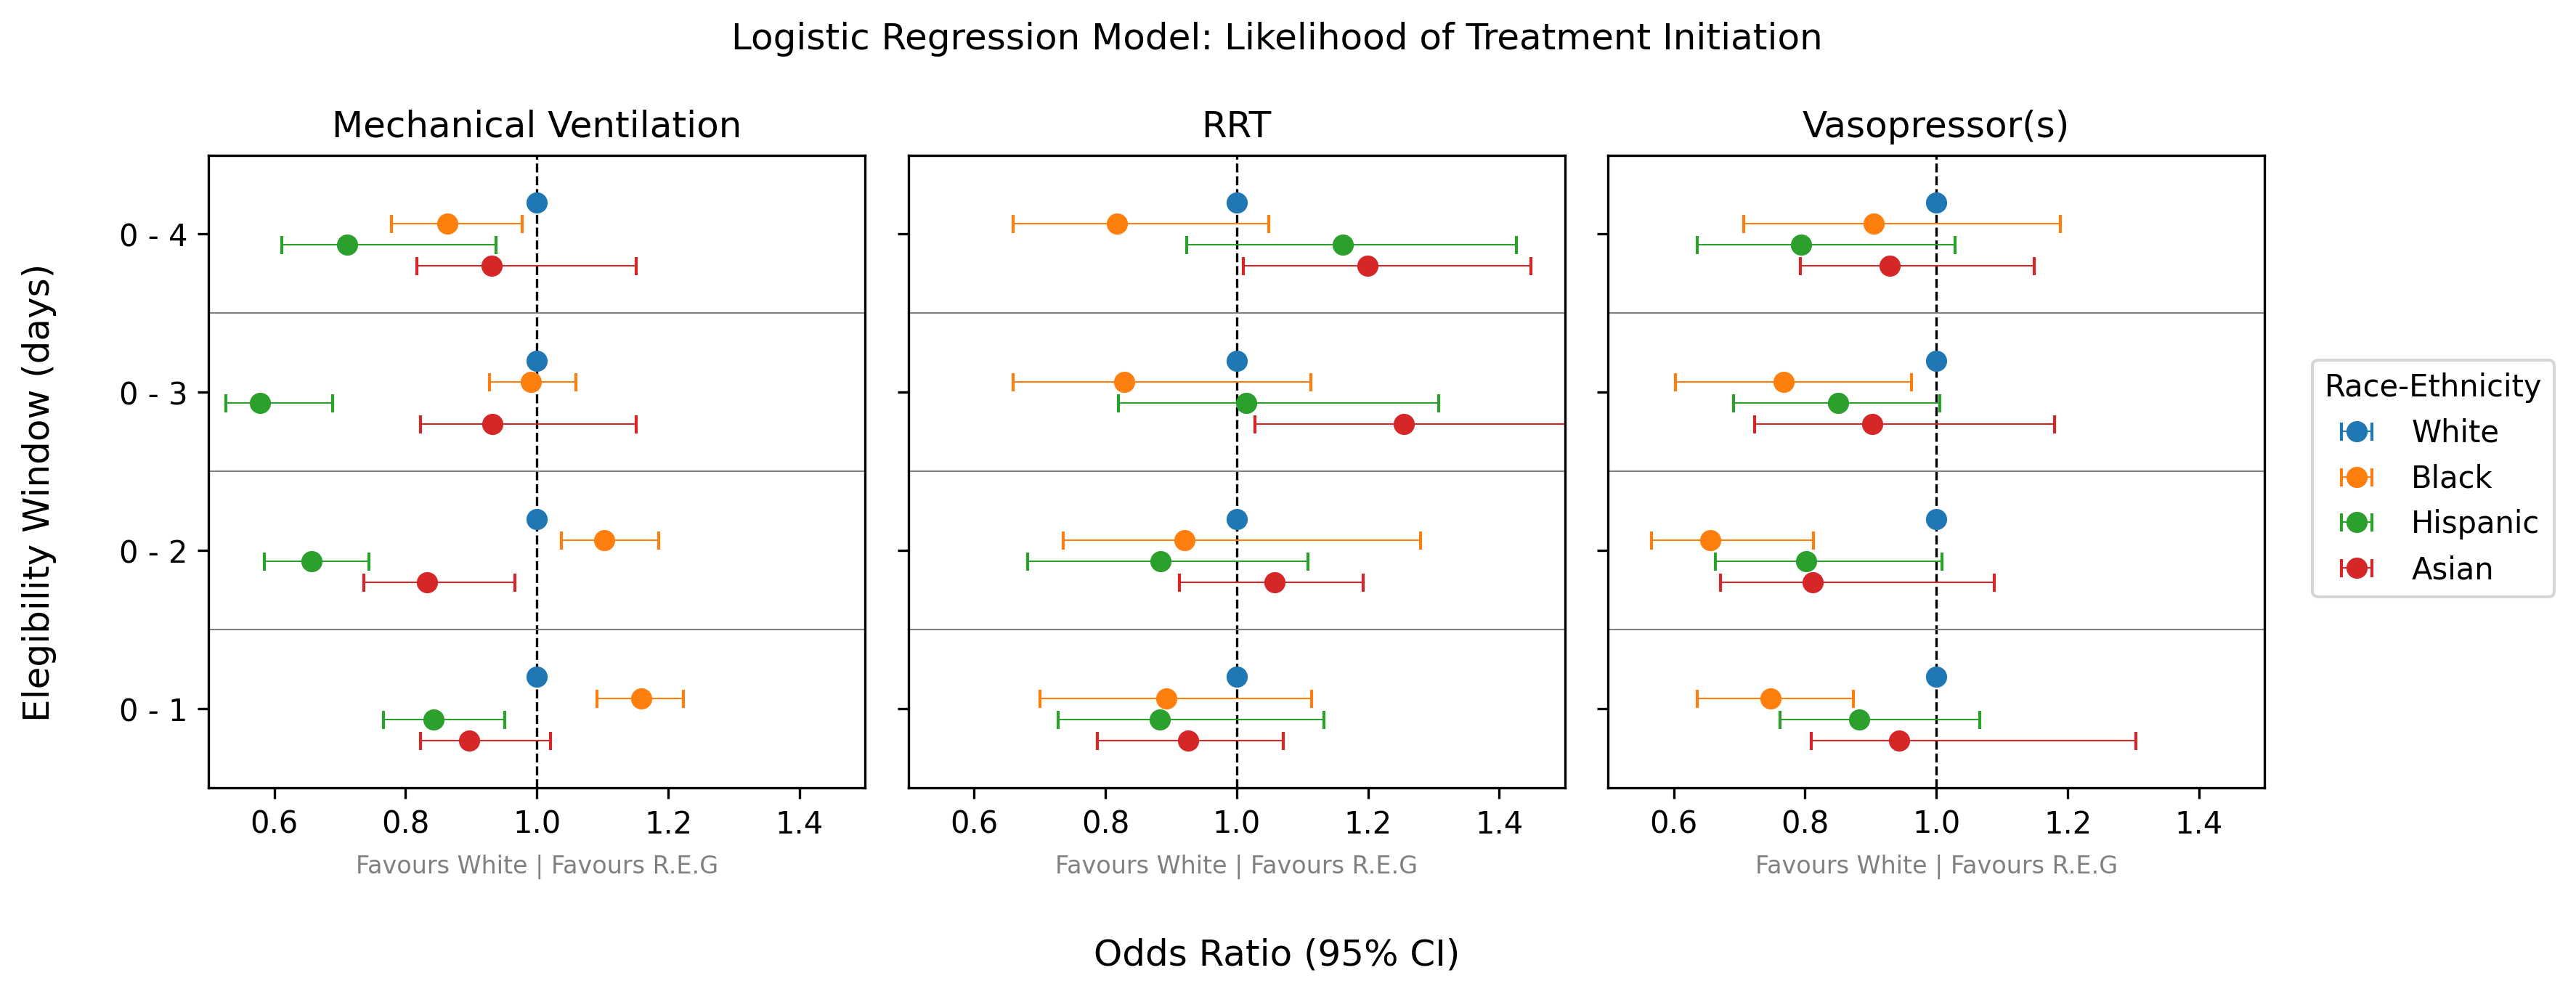 Logistic Regression Model: Likelihood of Treatment Initiation
Mechanical Ventilation
RRT
Vasopressor(s)
Elegibility Window (days)
0 - 4
0 - 3
0 - 2
0 - 1
0.6 0.8 1.0 1.2 1.4
0.6 0.8 1.0 1.2 1.4
0.6 0.8 1.0 1.2 1.4
Favours White | Favours R.E.G
Favours White | Favours R.E.G
Favours White | Favours R.E.G
Odds Ratio (95% CI)
Race-Ethnicity
White
Black
Hispanic
Asian